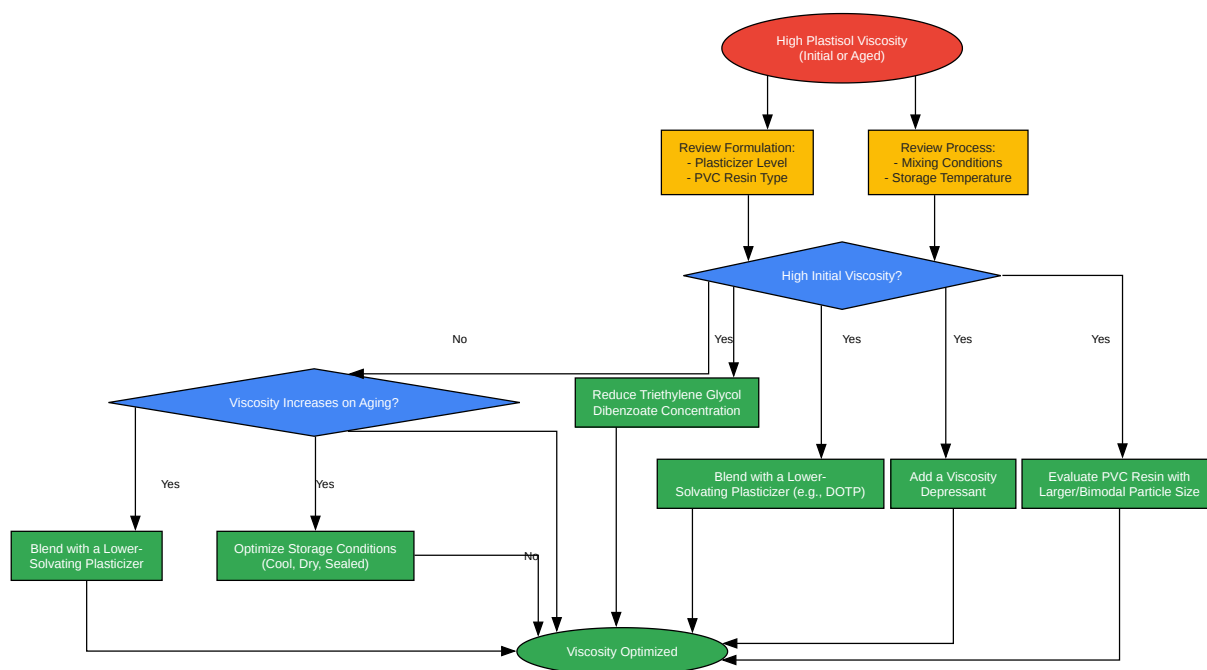 High Plastisol Viscosity
(Initial or Aged)
Review Formulation:
- Plasticizer Level
- PVC Resin Type
Review Process:
- Mixing Conditions
- Storage Temperature
High Initial Viscosity?
No
Yes
Yes
Yes
Yes
Viscosity Increases on Aging?
Reduce Triethylene Glycol
Dibenzoate Concentration
Blend with a Lower-
Solvating Plasticizer (e.g., DOTP)
Add a Viscosity
Depressant
Evaluate PVC Resin with
Larger/Bimodal Particle Size
Yes
Yes
Blend with a Lower-
Solvating Plasticizer
Optimize Storage Conditions
(Cool, Dry, Sealed)
No
Viscosity Optimized